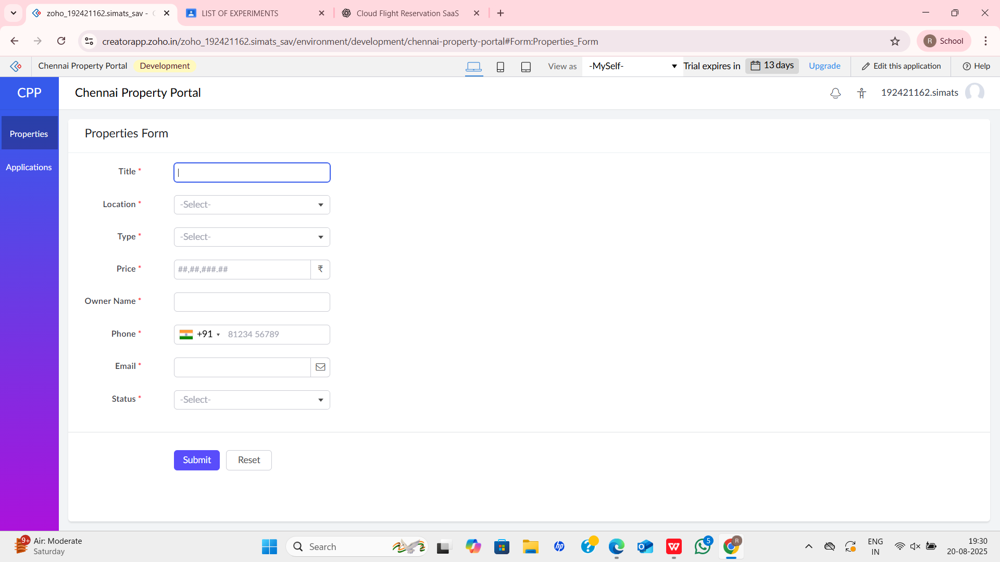 zoho_192421162.simats_sav -
LIST OF EXPERIMENTS
Cloud Flight Reservation SaaS
creatorapp.zoho.in/zoho_192421162.simats_sav/environment/development/chennai-property-portal#Form:Properties_Form
R School
Chennai Property Portal Development View as -MySelf- Trial expires in 13 days Upgrade Edit this application Help
CPP
Chennai Property Portal
192421162.simats
Properties
Applications
Properties Form
Title *
Location * -Select-
Type * -Select-
Price * ##,##,###.## ₹
Owner Name *
Phone * +91 81234 56789
Email *
Status * -Select-
Submit Reset
9+ Air: Moderate
Saturday
Search
hp
5
R
ENG
IN
19:30
20-08-2025